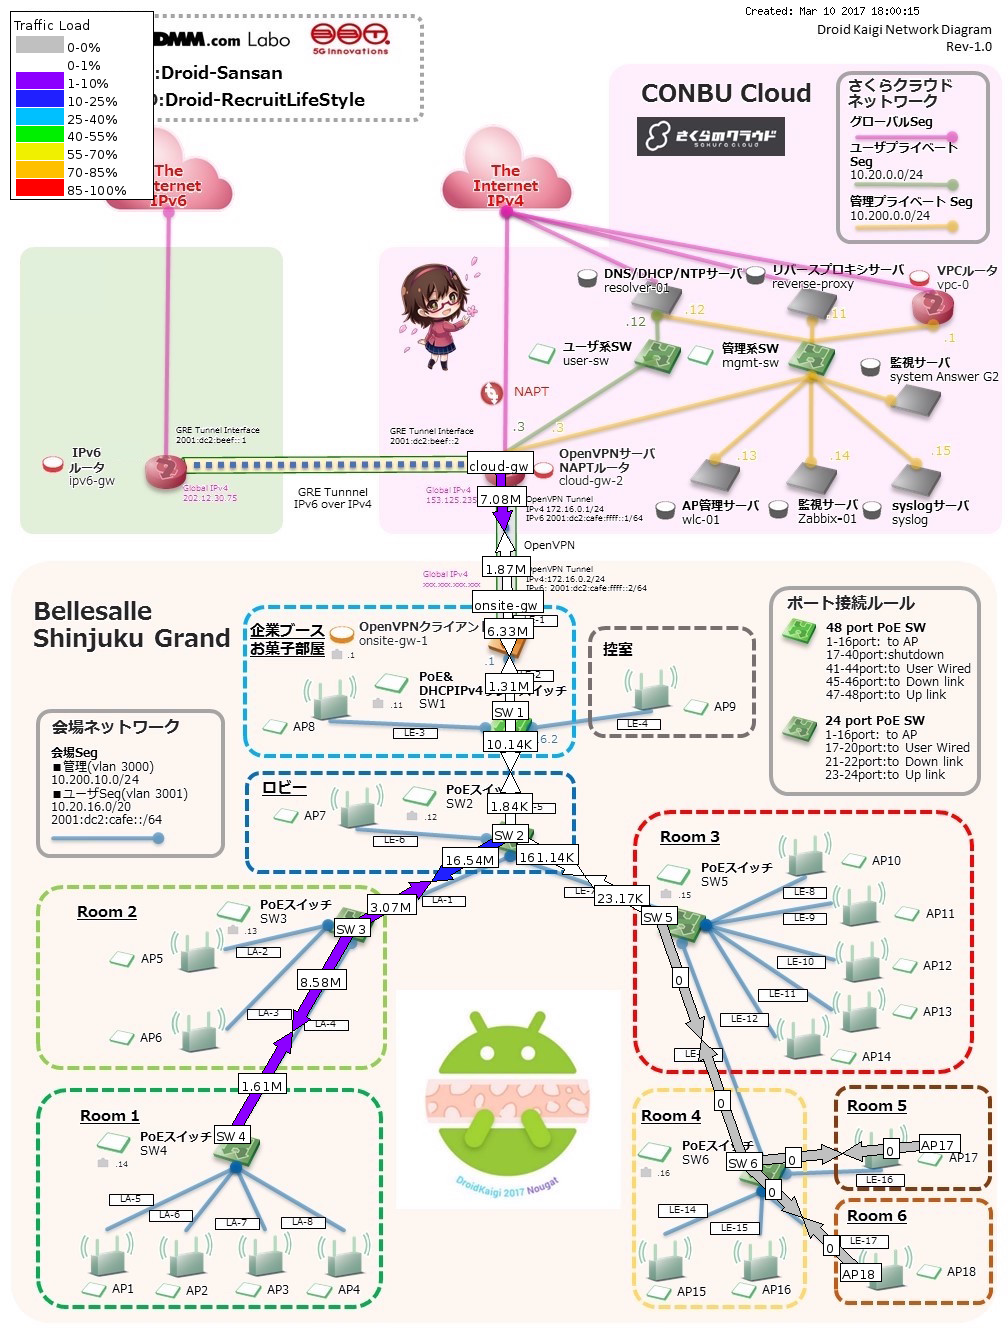 Created: Mar 10 2017 18:00:15
Droid Kaigi Network Diagram
Rev-1.0
Traffic Load
0-0%
0-1%
1-10%
10-25%
25-40%
40-55%
55-70%
70-85%
85-100%
DMM.com Labo
5G Innovations
:Droid-Sansan
:Droid-RecruitLifeStyle
The
Internet
IPv6
The
Internet
IPv4
CONBU Cloud
さくらのクラウド
SAKURA CLOUD
さくらクラウド
ネットワーク
グローバルSeg
ユーザプライベート
Seg
10.20.0.0/24
管理プライベート Seg
10.200.0.0/24
DNS/DHCP/NTPサーバ
resolver-01
リバースプロキシサーバ
reverse-proxy
VPCルータ
vpc-0
.12
.12
.11
.1
ユーザ系SW
user-sw
管理系SW
mgmt-sw
監視サーバ
system Answer G2
NAPT
.3
.3
GRE Tunnel Interface
2001:dc2:beef::1
GRE Tunnel Interface
2001:dc2:beef::2
IPv6
ルータ
ipv6-gw
Global IPv4
202.12.30.75
GRE Tunnnel
IPv6 over IPv4
cloud-gw
OpenVPNサーバ
NAPTルータ
cloud-gw-2
Global IPv4
153.125.235
7.08M
OpenVPN Tunnel
IPv4 172.16.0.1/24
IPv6 2001:dc2:cafe:ffff::1/64
.13
.14
.15
AP管理サーバ
wlc-01
監視サーバ
Zabbix-01
syslogサーバ
syslog
OpenVPN
1.87M
Global IPv4
xxx.xxx.xxx.xxx
OpenVPN Tunnel
IPv4:172.16.0.2/24
IPv6: 2001:dc2:cafe:ffff::2/64
Bellesalle
Shinjuku Grand
onsite-gw
企業ブース
お菓子部屋
OpenVPNクライアント
onsite-gw-1
.1
6.33M
.1
1.31M
PoE&
DHCPIPv4
スイッチ
SW1
.11
SW1
AP8
LE-3
10.14K
6.2
控室
AP9
LE-4
ポート接続ルール
48 port PoE SW
1-16port: to AP
17-40port:shutdown
41-44port:to User Wired
45-46port:to Down link
47-48port:to Up link
24 port PoE SW
1-16port: to AP
17-20port:to User Wired
21-22port:to Down link
23-24port:to Up link
会場ネットワーク
会場Seg
■管理(vlan 3000)
10.200.10.0/24
■ユーザSeg(vlan 3001)
10.20.16.0/20
2001:dc2:cafe::/64
ロビー
PoEスイッ
SW2
.12
AP7
LE-6
1.84K
SW2
16.54M
161.14K
LA-1
3.07M
23.17K
Room 2
PoEスイッチ
SW3
.13
SW3
AP5
LA-2
AP6
LA-3
LA-4
8.58M
1.61M
Room 3
PoEスイッチ
SW5
.15
SW5
AP10
LE-8
AP11
LE-9
AP12
LE-10
AP13
LE-11
AP14
LE-12
0
0
Room 1
PoEスイッチ
SW4
.14
SW4
LA-5
LA-6
LA-7
LA-8
AP1
AP2
AP3
AP4
DroidKaigi 2017 Nougat
Room 4
PoEスイッチ
SW6
.16
SW6
LE-14
LE-15
AP15
AP16
0
0
Room 5
AP17
AP17
LE-16
0
Room 6
LE-17
0
AP18
AP18